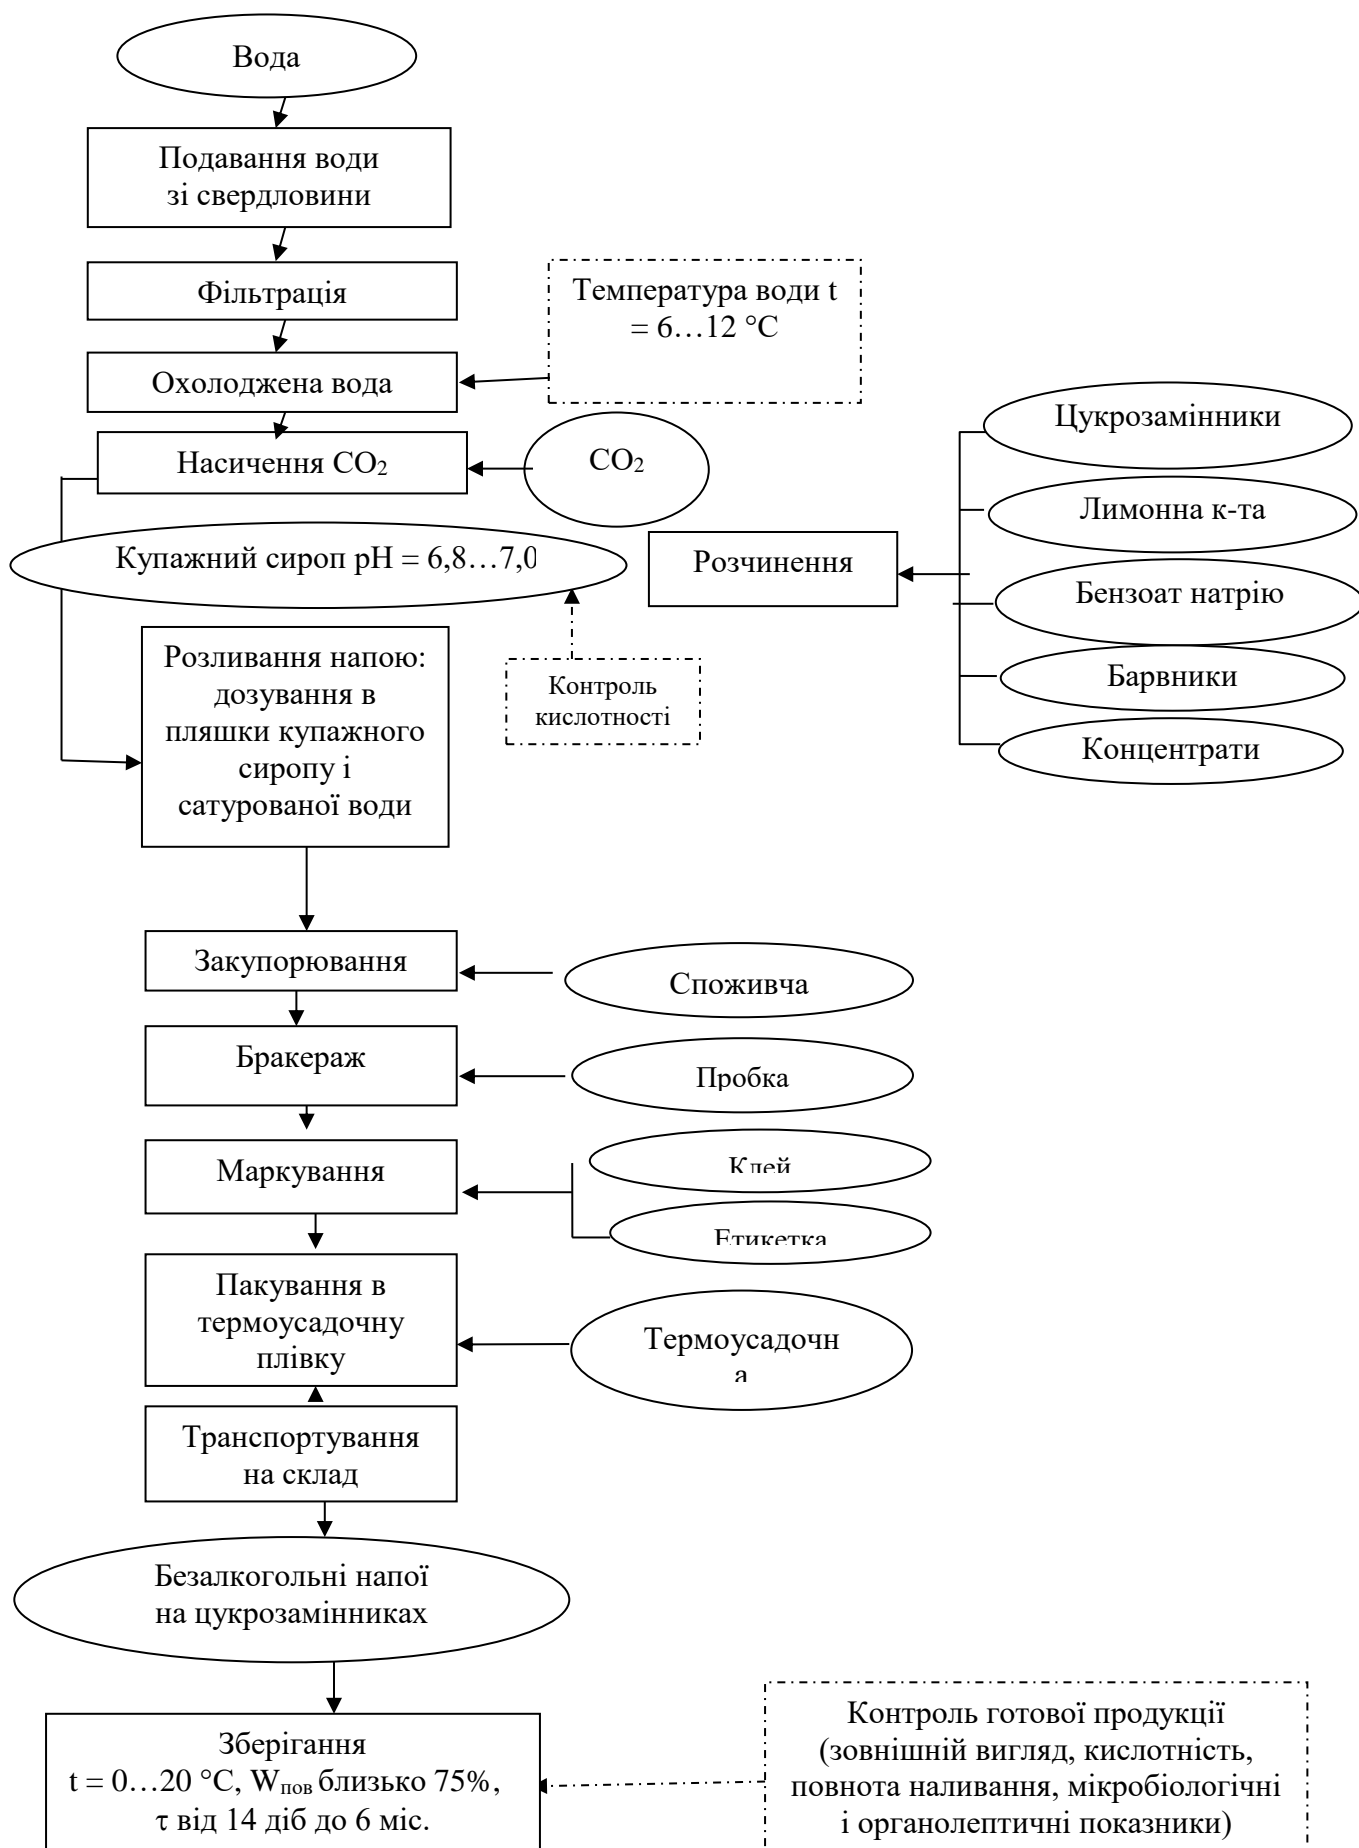 Вода
Подавання води
зі свердловини
Фільтрація
Температура води t
= 6…12 °С
Охолоджена вода
Насичення СО₂
СО₂
Цукрозамінники
Лимонна к-та
Бензоат натрію
Барвники
Концентрати
Розчинення
Купажний сироп рН = 6,8…7,0
Контроль
кислотності
Розливання напою:
дозування в
пляшки купажного
сиропу і
сатурованої води
Закупорювання
Споживча
Бракераж
Пробка
Маркування
Клей
Етикетка
Пакування в
термоусадочну
плівку
Термоусадочн
а
Транспортування
на склад
Безалкогольні напої
на цукрозамінниках
Зберігання
t = 0…20 °С, Wпов близько 75%,
τ від 14 діб до 6 міс.
Контроль готової продукції
(зовнішній вигляд, кислотність,
повнота наливання, мікробіологічні
і органолептичні показники)